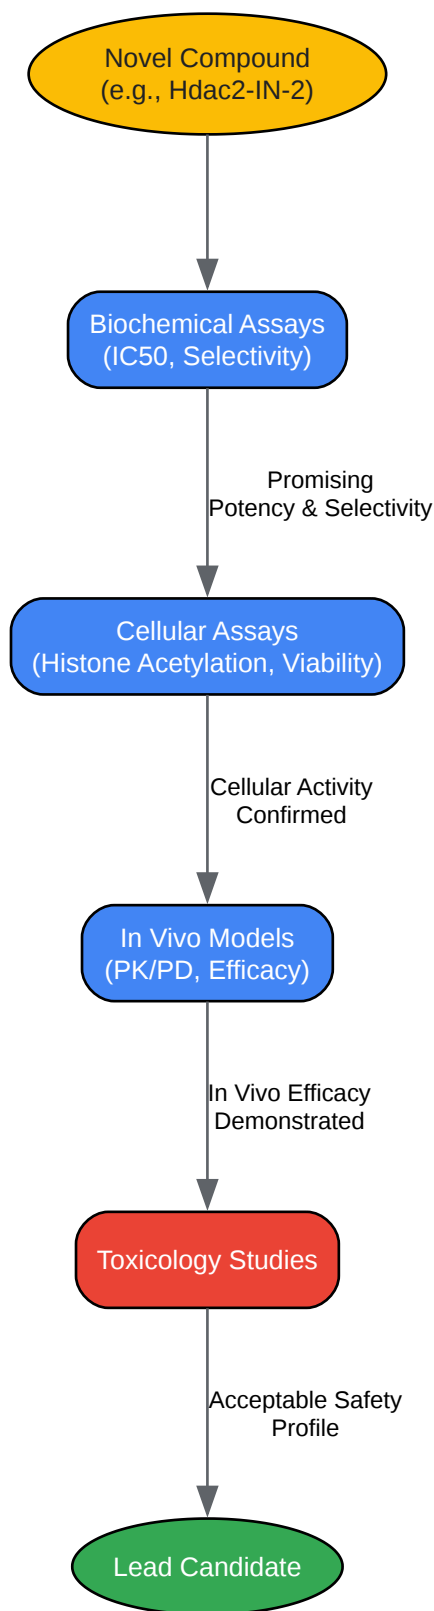 Novel Compound
(e.g., Hdac2-IN-2)
Biochemical Assays
(IC50, Selectivity)
Promising
Potency & Selectivity
Cellular Assays
(Histone Acetylation, Viability)
Cellular Activity
Confirmed
In Vivo Models
(PK/PD, Efficacy)
In Vivo Efficacy
Demonstrated
Toxicology Studies
Acceptable Safety
Profile
Lead Candidate